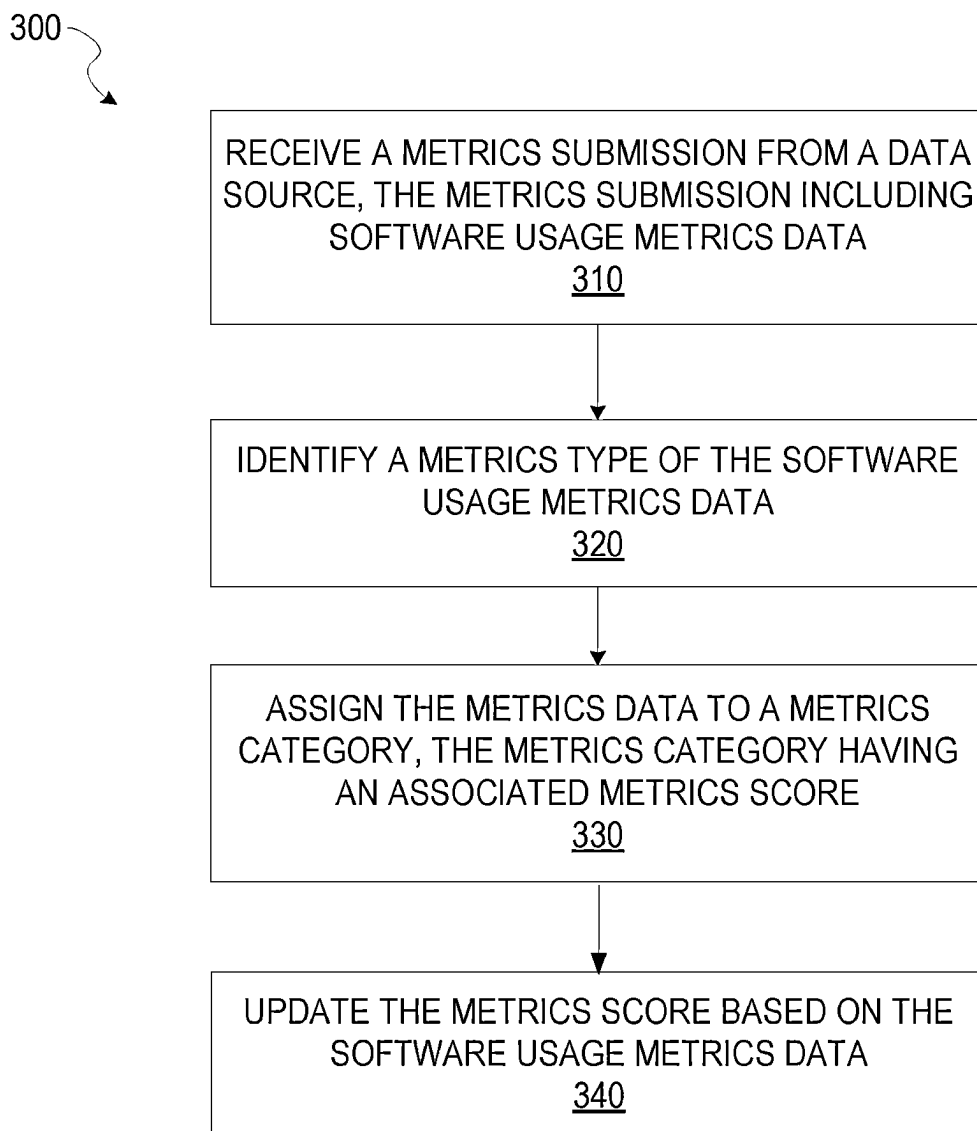 300
RECEIVE A METRICS SUBMISSION FROM A DATA
SOURCE, THE METRICS SUBMISSION INCLUDING
SOFTWARE USAGE METRICS DATA
310
IDENTIFY A METRICS TYPE OF THE SOFTWARE
USAGE METRICS DATA
320
ASSIGN THE METRICS DATA TO A METRICS
CATEGORY, THE METRICS CATEGORY HAVING
AN ASSOCIATED METRICS SCORE
330
UPDATE THE METRICS SCORE BASED ON THE
SOFTWARE USAGE METRICS DATA
340